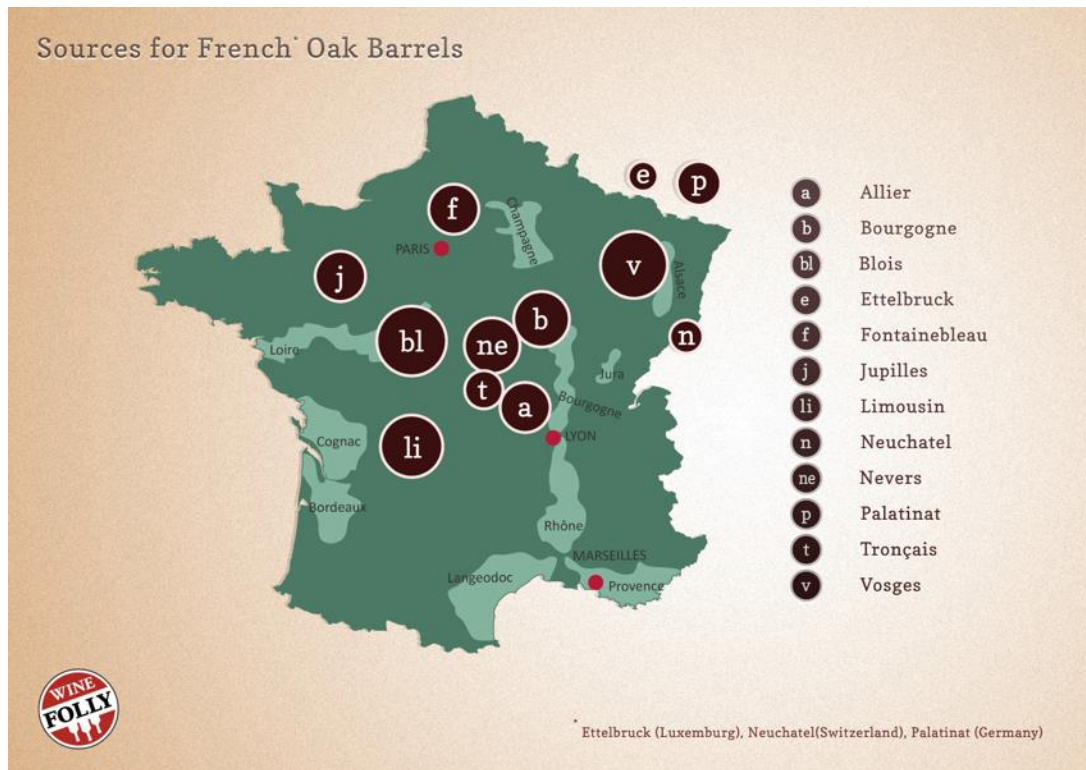 Sources for French* Oak Barrels
e
p
f
Champagne
PARIS
v
Alsace
j
b
n
bl
ne
Loire
Jura
t
a
Bourgogne
LYON
Cognac
li
Bordeaux
Rhône
MARSEILLES
Langeodoc
Provence
a Allier
b Bourgogne
bl Blois
e Ettelbruck
f Fontainebleau
j Jupilles
li Limousin
n Neuchatel
ne Nevers
p Palatinat
t Tronçais
v Vosges
WINE
FOLLY
* Ettelbruck (Luxemburg), Neuchatel(Switzerland), Palatinat (Germany)